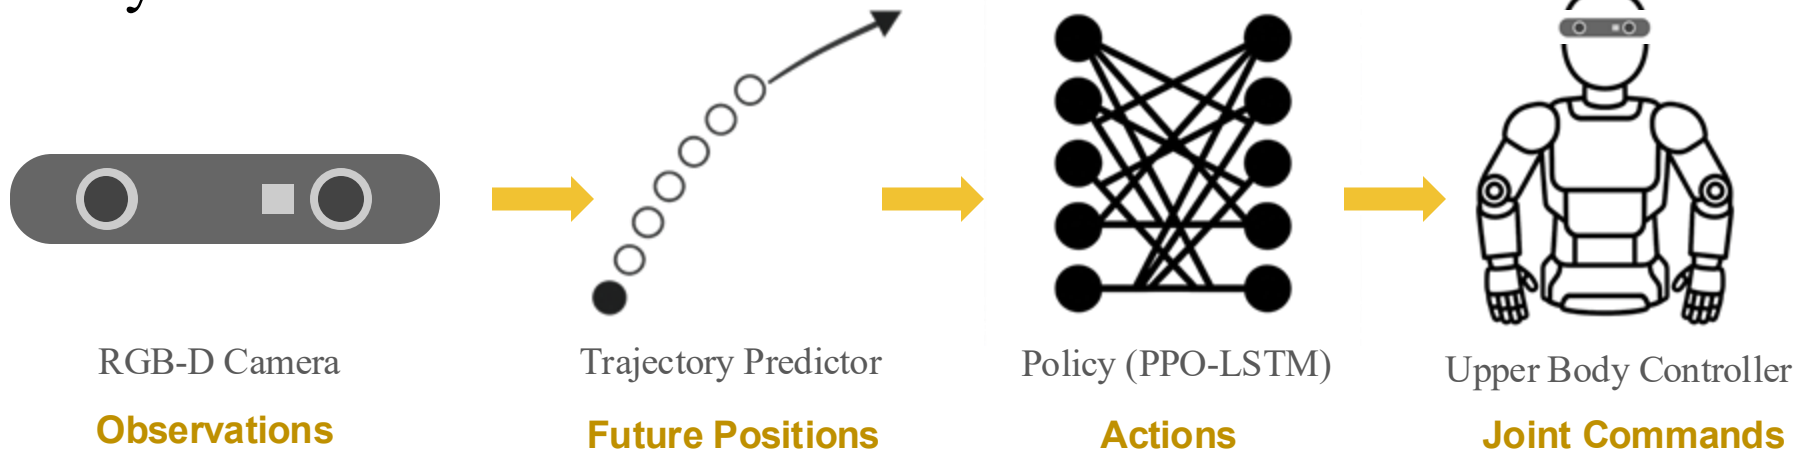 RGB-D Camera
Observations
Trajectory Predictor
Future Positions
Policy (PPO-LSTM)
Actions
Upper Body Controller
Joint Commands